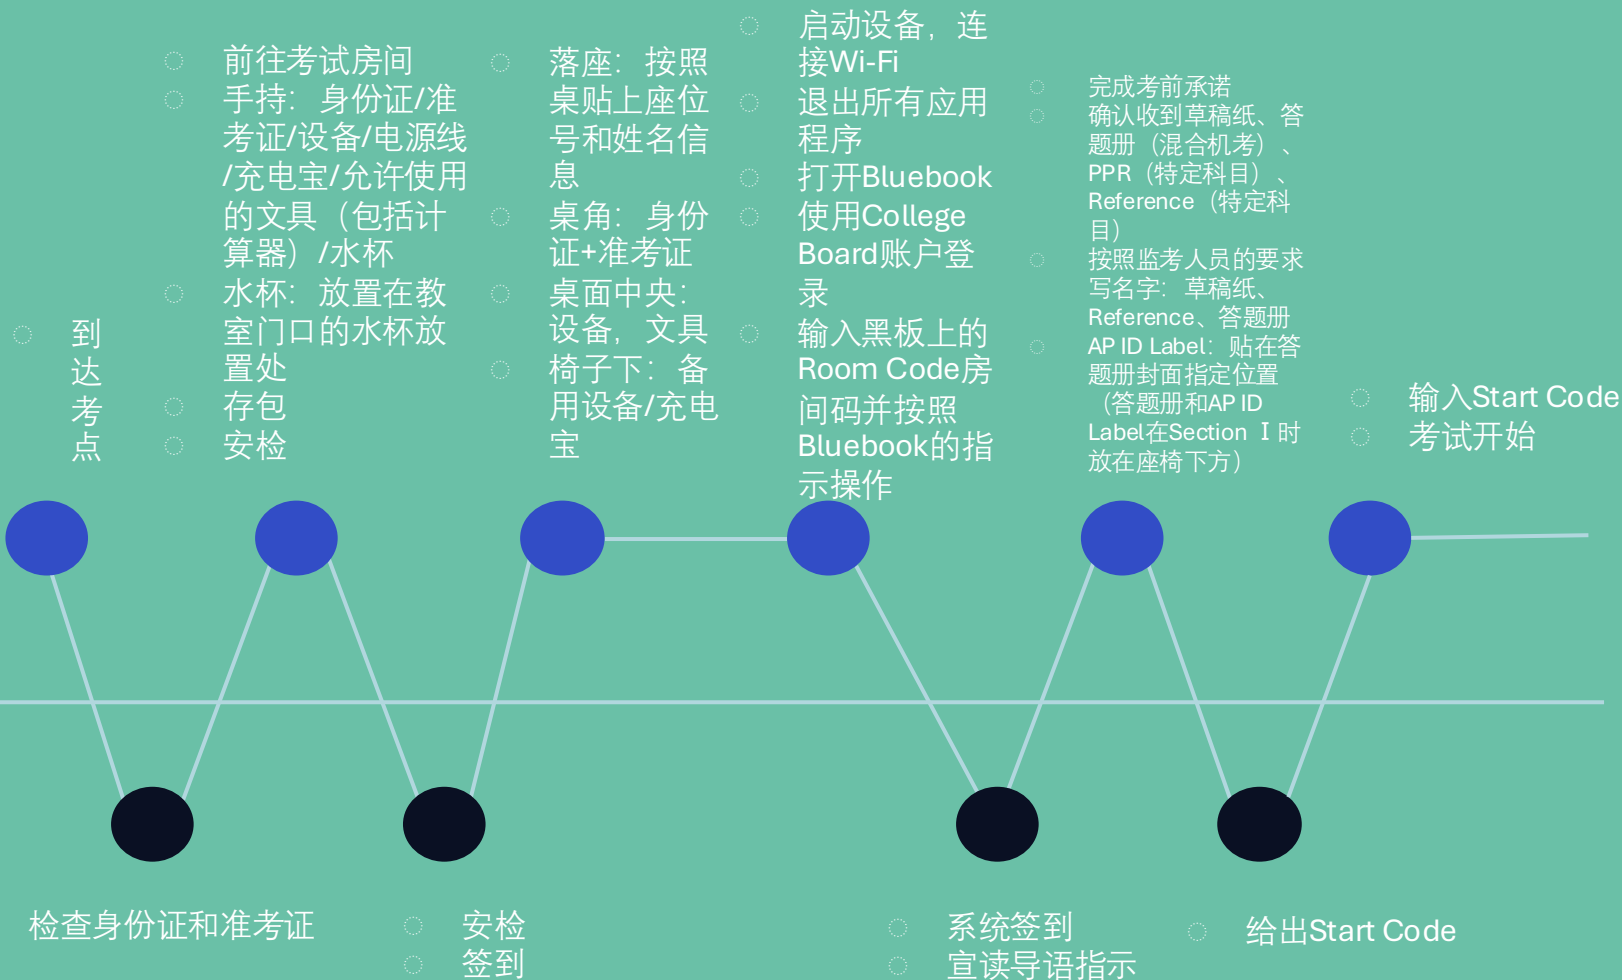 到
达
考
点
前往考试房间
手持：身份证/准
考证/设备/电源线
/充电宝/允许使用
的文具（包括计
算器）/水杯
水杯：放置在教
室门口的水杯放
置处
存包
安检
落座：按照
桌贴上座位
号和姓名信
息
桌角：身份
证+准考证
桌面中央：
设备，文具
椅子下：备
用设备/充电
宝
启动设备，连
接Wi-Fi
退出所有应用
程序
打开Bluebook
使用College
Board账户登
录
输入黑板上的
Room Code房
间码并按照
Bluebook的指
示操作
完成考前承诺
确认收到草稿纸、答
题册（混合机考）、
PPR（特定科目）、
Reference（特定科
目）
按照监考人员的要求
写名字：草稿纸、
Reference、答题册
AP ID Label：贴在答
题册封面指定位置
（答题册和AP ID
Label在Section Ⅰ时
放在座椅下方）
输入Start Code
考试开始
检查身份证和准考证
安检
签到
系统签到
宣读导语指示
给出Start Code